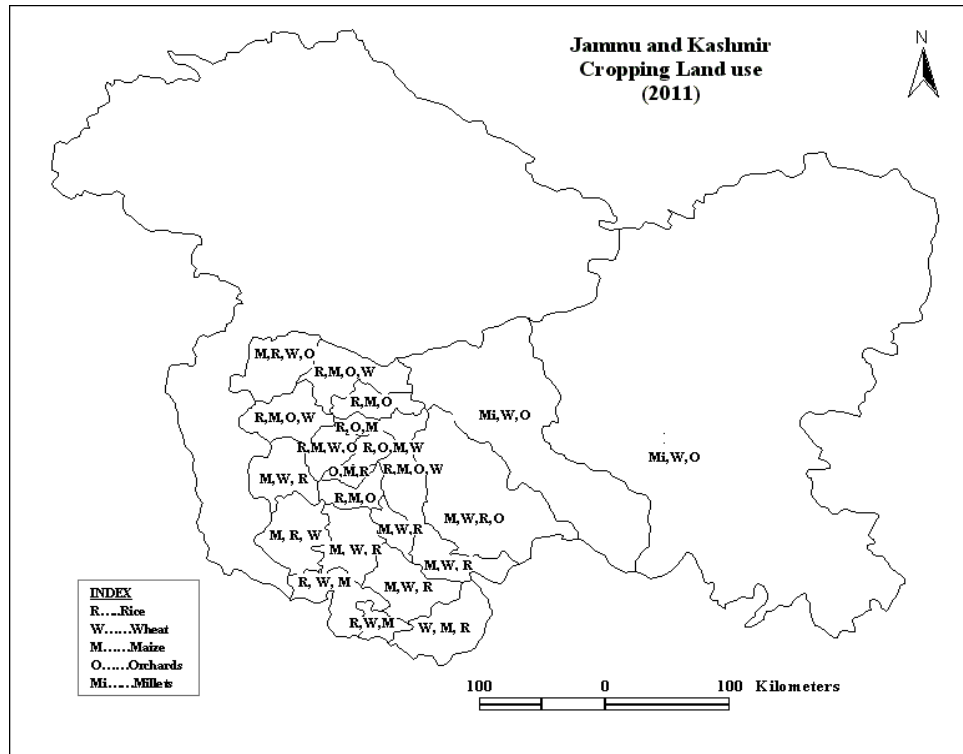 Jammu and Kashmir
Cropping Land use
(2011)
N
M,R,W,O
R,M,O,W
R,M,O
R,M,O,W
Mi,W,O
R,O,M
R,M,W,O
R,O,M,W
Mi,W,O
O,M,R
R,M,O,W
M,W, R
R,M,O
M,W,R,O
M,W,R
M, R, W
M, W, R
M,W, R
R, W, M
M,W, R
R,W,M
W, M, R
INDEX
R.....Rice
W......Wheat
M......Maize
O......Orchards
Mi......Millets
100 0 100 Kilometers